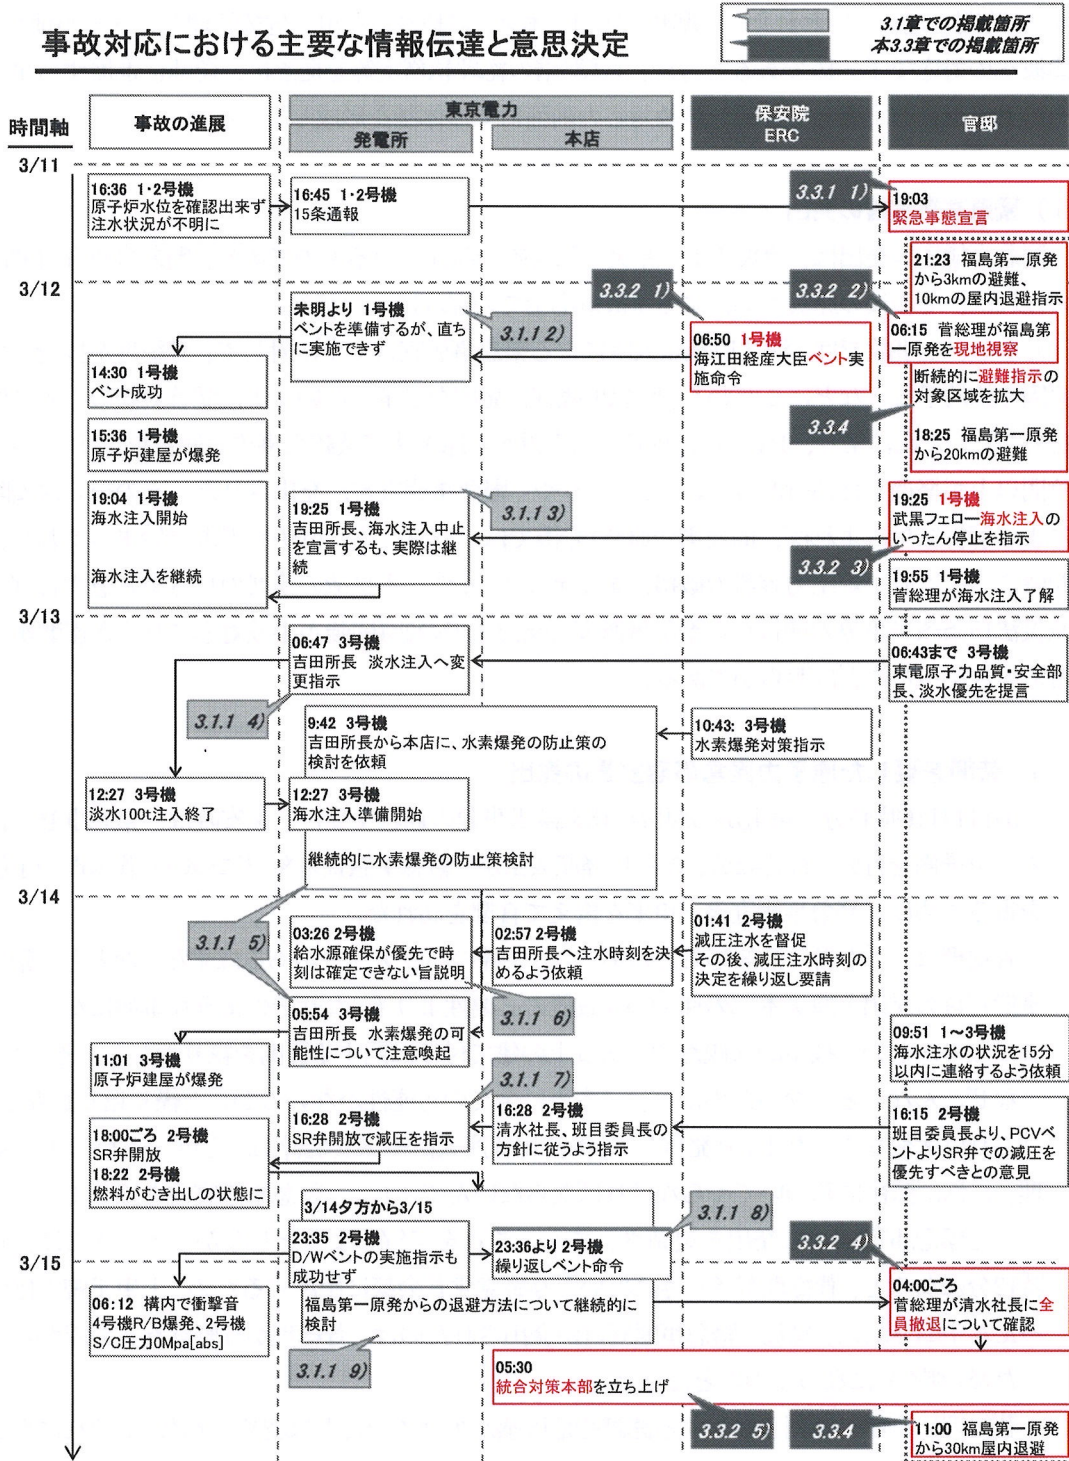 事故対応における主要な情報伝達と意思決定
3.1章での掲載箇所
本3.3章での掲載箇所
時間軸
事故の進展
東京電力
発電所
本店
保安院
ERC
官邸
3/11
16:36 1・2号機
原子炉水位を確認出来ず、
注水状況が不明に
16:45 1・2号機
15条通報
3.3.1 1)
19:03
緊急事態宣言
21:23 福島第一原発
から3kmの避難、
10kmの屋内退避指示
3/12
未明より 1号機
ベントを準備するが、直ち
に実施できず
3.1.1 2)
3.3.2 1)
06:50 1号機
海江田経産大臣ベント実
施命令
3.3.2 2)
06:15 菅総理が福島第
一原発を現地視察
断続的に避難指示の
対象区域を拡大
3.3.4
18:25 福島第一原発
から20kmの避難
14:30 1号機
ベント成功
15:36 1号機
原子炉建屋が爆発
19:04 1号機
海水注入開始
海水注入を継続
19:25 1号機
吉田所長、海水注入中止
を宣言するも、実際は継
続
3.1.1 3)
19:25 1号機
武黒フェロー海水注入の
いったん停止を指示
3.3.2 3)
19:55 1号機
菅総理が海水注入了解
3/13
06:47 3号機
吉田所長 淡水注入へ変
更指示
3.1.1 4)
06:43まで 3号機
東電原子力品質・安全部
長、淡水優先を提言
9:42 3号機
吉田所長から本店に、水素爆発の防止策の
検討を依頼
10:43: 3号機
水素爆発対策指示
12:27 3号機
淡水100t注入終了
12:27 3号機
海水注入準備開始
継続的に水素爆発の防止策検討
3/14
3.1.1 5)
03:26 2号機
給水源確保が優先で時
刻は確定できない旨説明
02:57 2号機
吉田所長へ注水時刻を決
めるよう依頼
01:41 2号機
減圧注水を督促
その後、減圧注水時刻の
決定を繰り返し要請
3.1.1 6)
05:54 3号機
吉田所長 水素爆発の可
能性について注意喚起
11:01 3号機
原子炉建屋が爆発
09:51 1～3号機
海水注水の状況を15分
以内に連絡するよう依頼
3.1.1 7)
16:28 2号機
SR弁開放で減圧を指示
16:28 2号機
清水社長、班目委員長の
方針に従うよう指示
16:15 2号機
班目委員長より、PCVベ
ントよりSR弁での減圧を
優先すべきとの意見
18:00ごろ 2号機
SR弁開放
18:22 2号機
燃料がむき出しの状態に
3/14夕方から3/15
3.1.1 8)
23:35 2号機
D/Wベントの実施指示も
成功せず
23:36より 2号機
繰り返しベント命令
3/15
3.3.2 4)
04:00ごろ
菅総理が清水社長に全
員撤退について確認
06:12 構内で衝撃音
4号機R/B爆発、2号機
S/C圧力0Mpa[abs]
福島第一原発からの退避方法について継続的に
検討
3.1.1 9)
05:30
統合対策本部を立ち上げ
3.3.2 5)
3.3.4
11:00 福島第一原発
から30km屋内退避